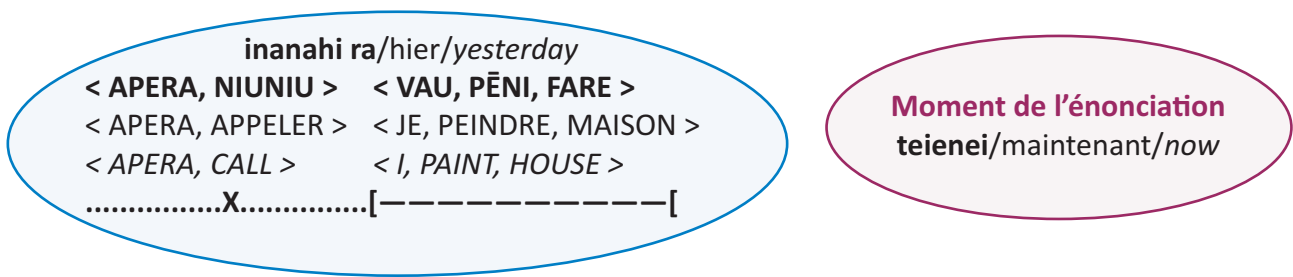 inanahi ra/hier/yesterday
< APERA, NIUNIU > < VAU, PĒNI, FARE >
< APERA, APPELER > < JE, PEINDRE, MAISON >
< APERA, CALL > < I, PAINT, HOUSE >
................X...............[——————————[
Moment de l’énonciation
teienei/maintenant/now